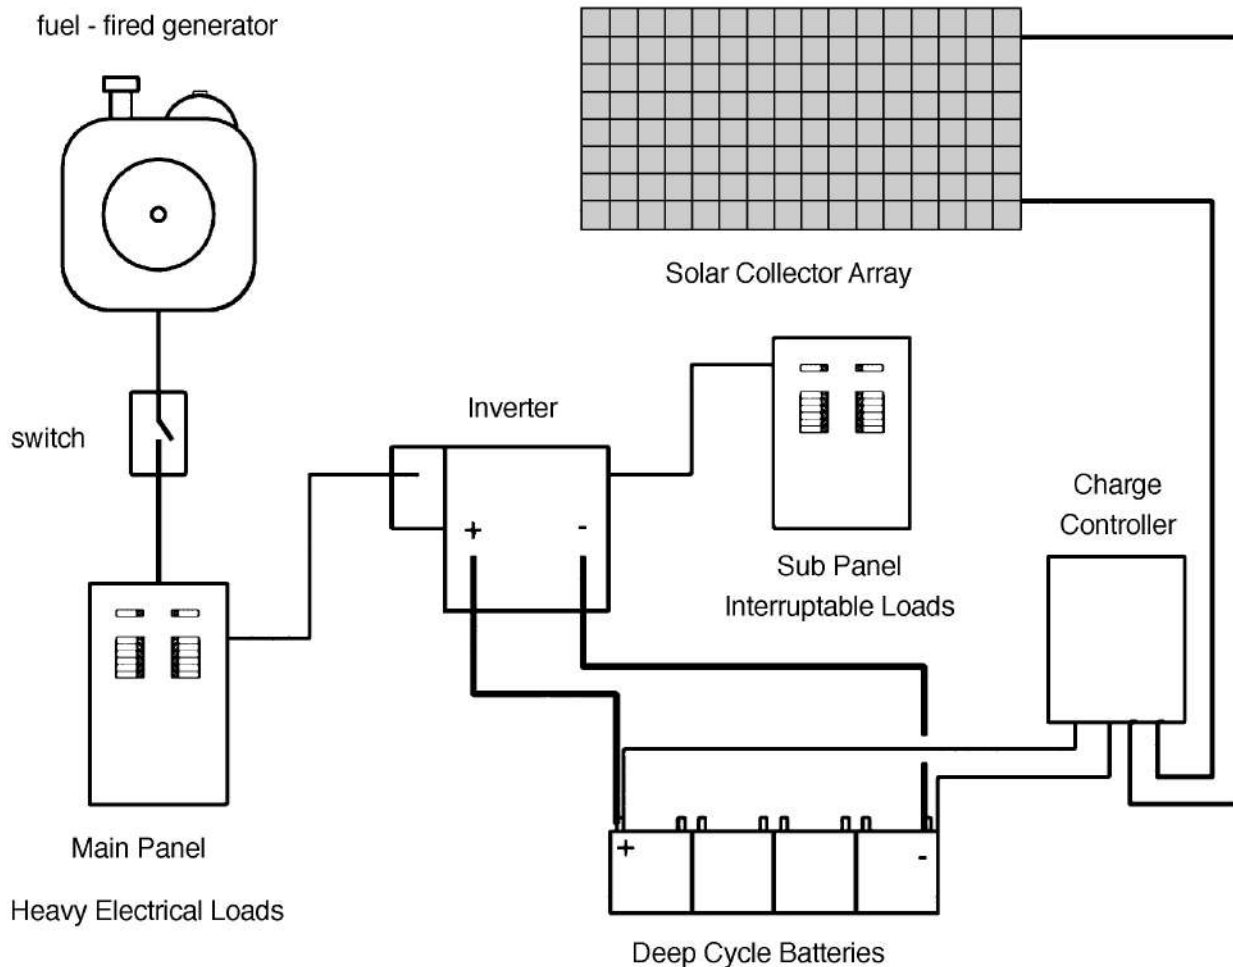 fuel - fired generator
Solar Collector Array
Inverter
switch
Charge
Controller
+ -
Sub Panel
Interruptable Loads
Main Panel
+ -
Heavy Electrical Loads
Deep Cycle Batteries